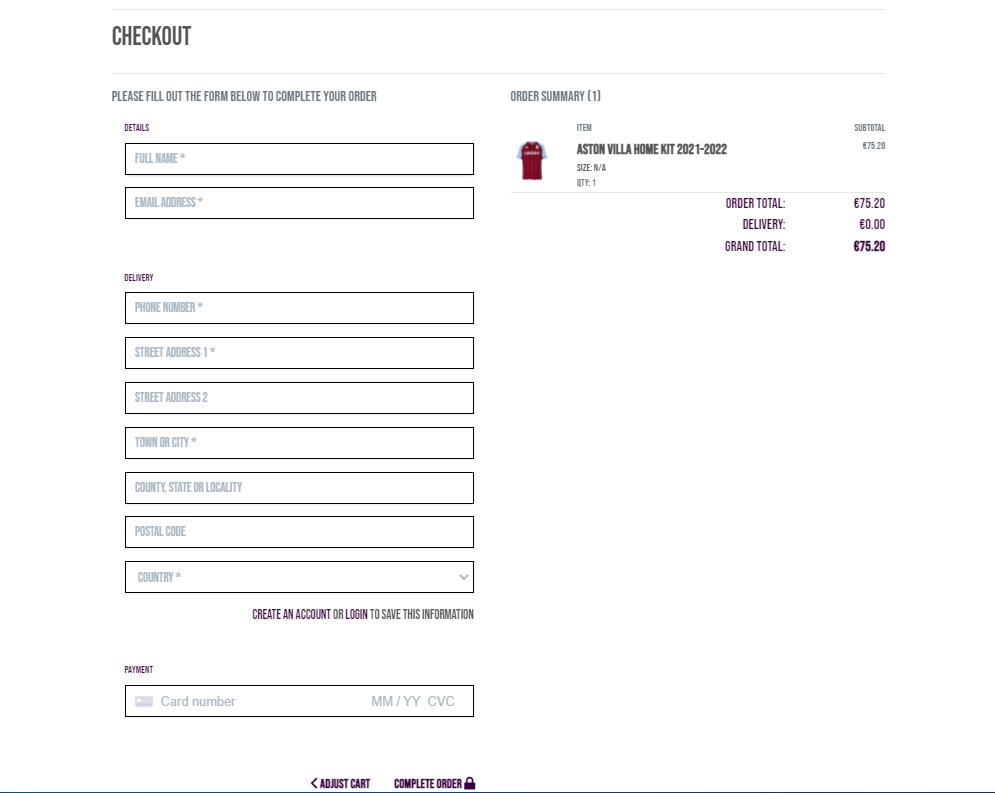 CHECKOUT
PLEASE FILL OUT THE FORM BELOW TO COMPLETE YOUR ORDER
DETAILS
FULL NAME *
EMAIL ADDRESS *
DELIVERY
PHONE NUMBER *
STREET ADDRESS 1 *
STREET ADDRESS 2
TOWN OR CITY *
COUNTY, STATE OR LOCALITY
POSTAL CODE
COUNTRY *
CREATE AN ACCOUNT OR LOGIN TO SAVE THIS INFORMATION
PAYMENT
Card number MM / YY CVC
ADJUST CART COMPLETE ORDER
ORDER SUMMARY (1)
ITEM SUBTOTAL
ASTON VILLA HOME KIT 2021-2022 €75.20
SIZE: N/A
QTY: 1
ORDER TOTAL: €75.20
DELIVERY: €0.00
GRAND TOTAL: €75.20